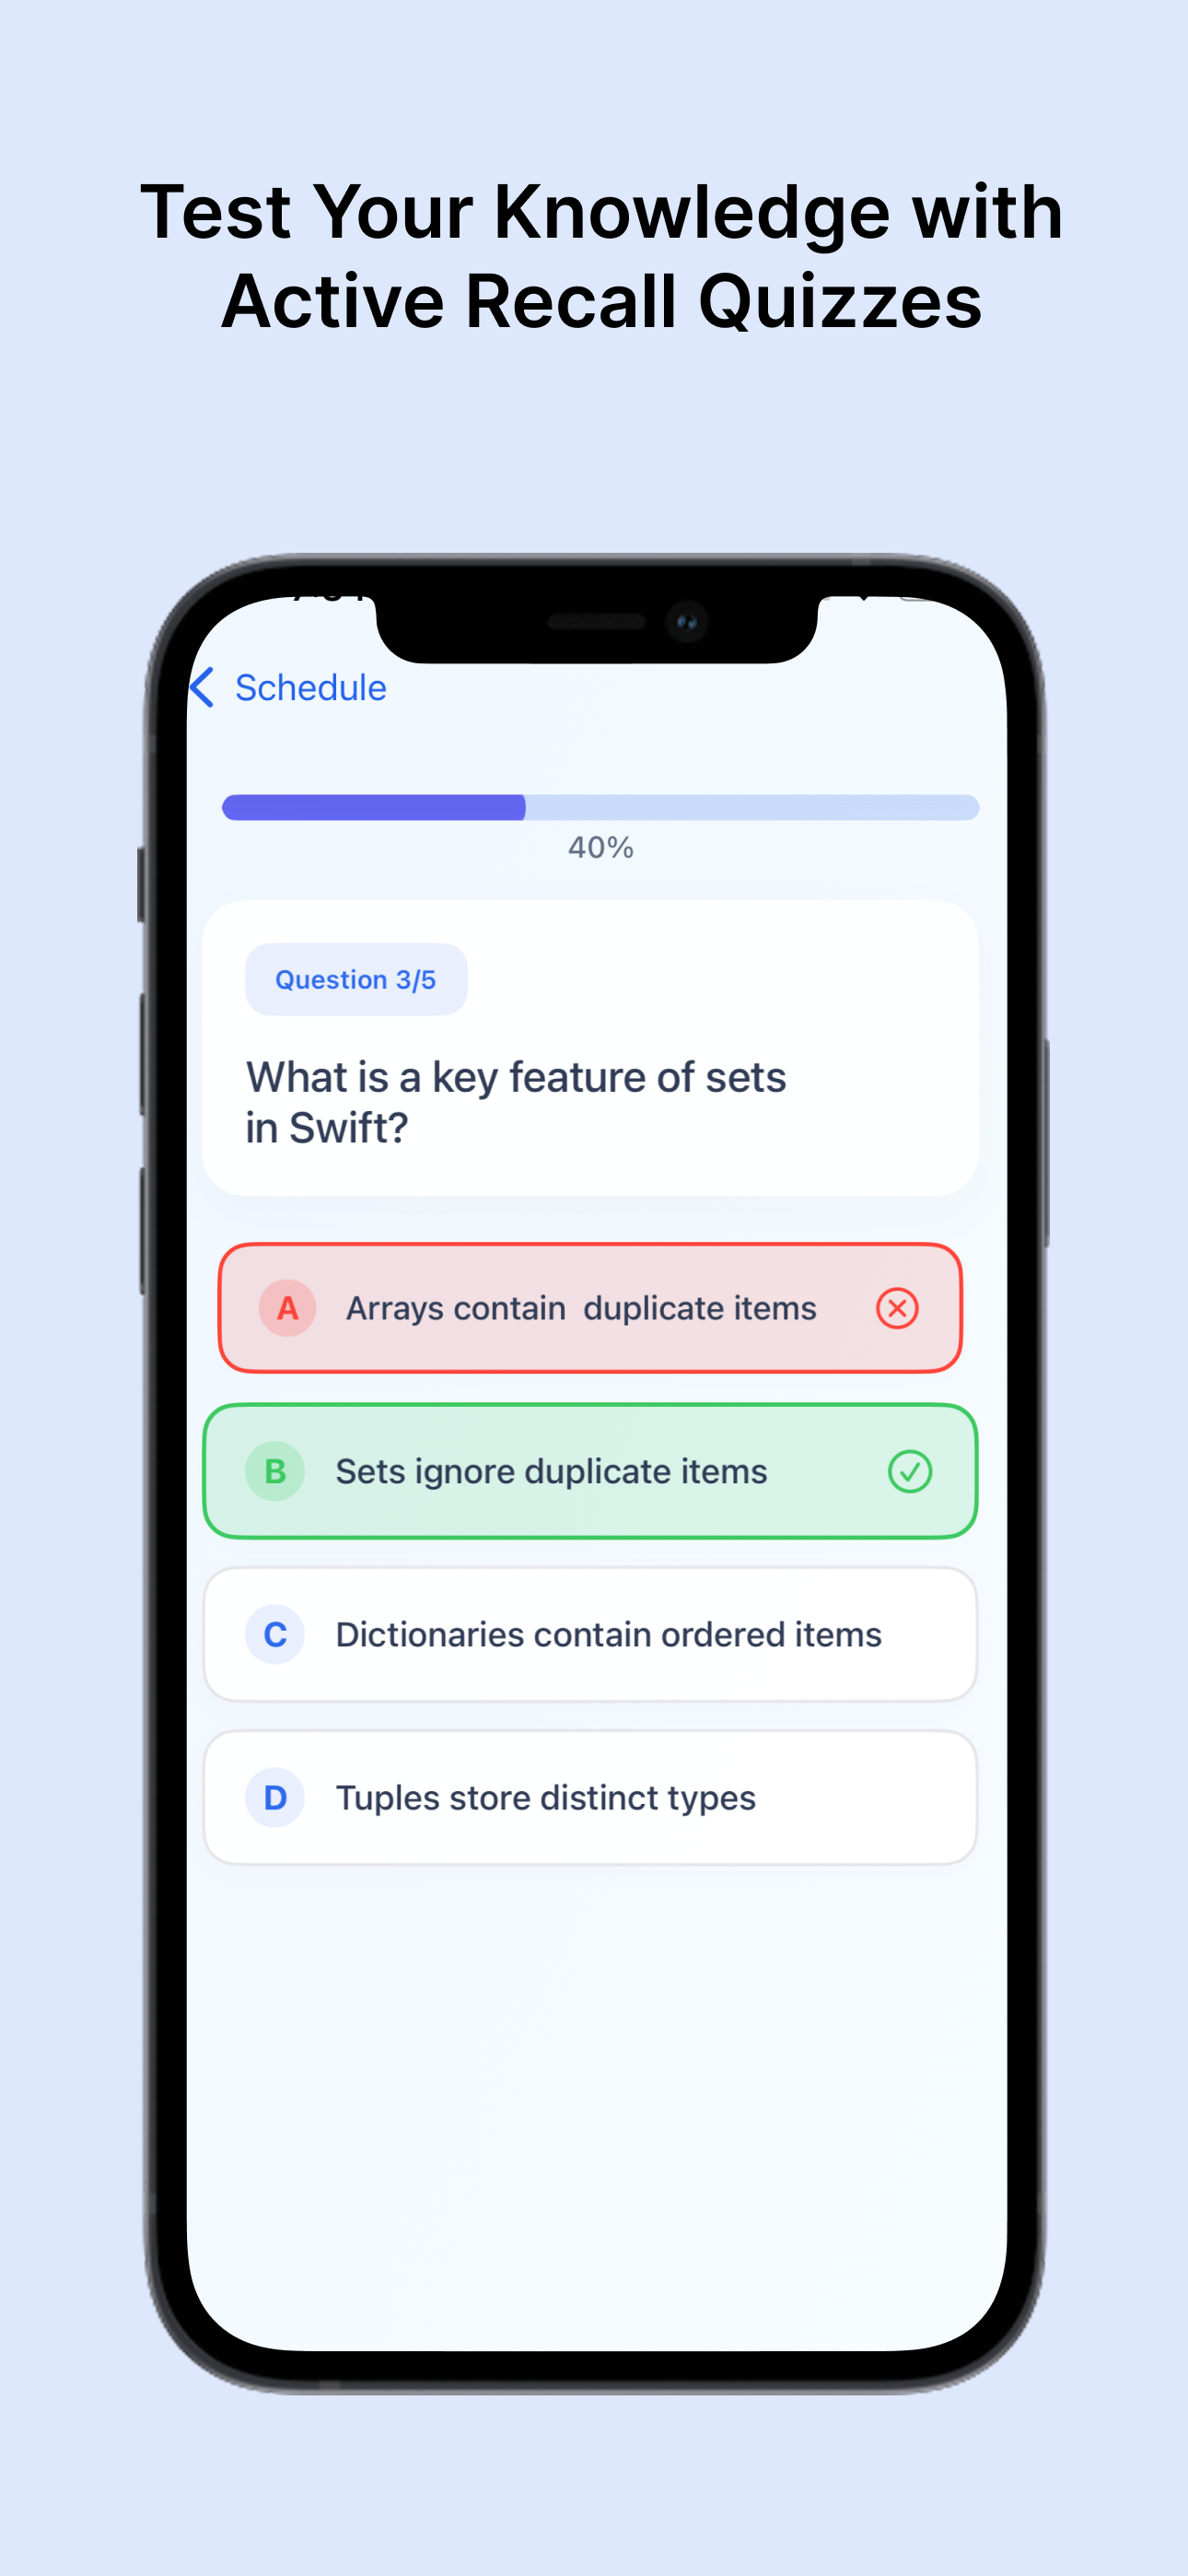 Test Your Knowledge with
Active Recall Quizzes
Schedule
40%
Question 3/5
What is a key feature of sets
in Swift?
A Arrays contain  duplicate items
B Sets ignore duplicate items
C Dictionaries contain ordered items
D Tuples store distinct types